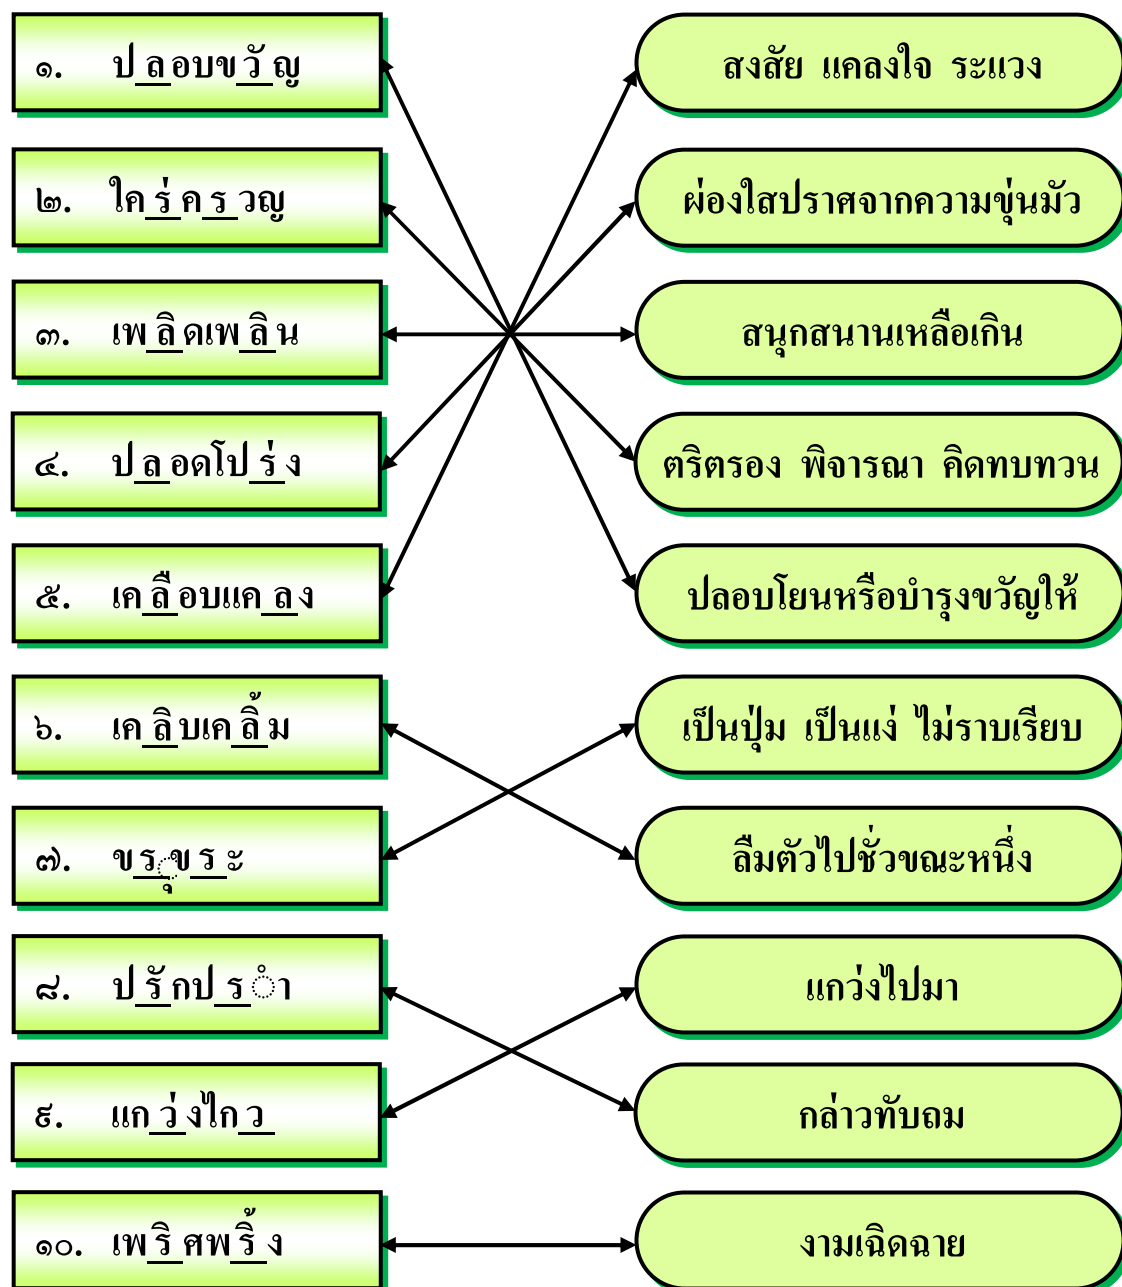 ๑. ปลอบขวัญ สงสัย แคลงใจ ระแวง
๒. ใคร่ครวญ ผ่องใสปราศจากความขุ่นมัว
๓. เพลิดเพลิน สนุกสนานเหลือเกิน
๔. ปลอดโปร่ง ตริตรอง พิจารณา คิดทบทวน
๕. เคลือบแคลง ปลอบโยนหรือบำรุงขวัญให้
๖. เคลิบเคลิ้ม เป็นปุ่ม เป็นแง่ ไม่ราบเรียบ
๗. ขรุขระ ลืมตัวไปชั่วขณะหนึ่ง
๘. ปรักปรำ แกว่งไปมา
๙. แกว่งไกว กล่าวทับถม
๑๐. เพริศพริ้ง งามเฉิดฉาย